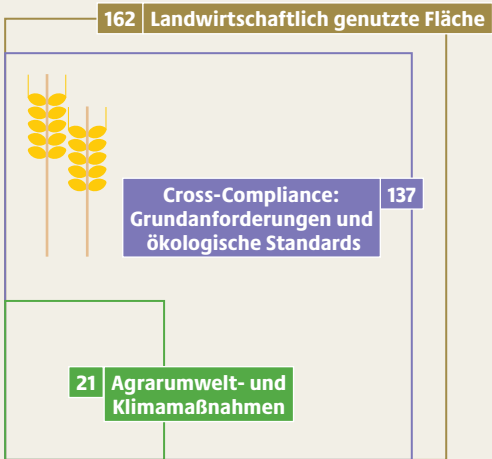 162 Landwirtschaftlich genutzte Fläche
Cross-Compliance: 137
Grundanforderungen und
ökologische Standards
21 Agrarumwelt- und
Klimamaßnahmen